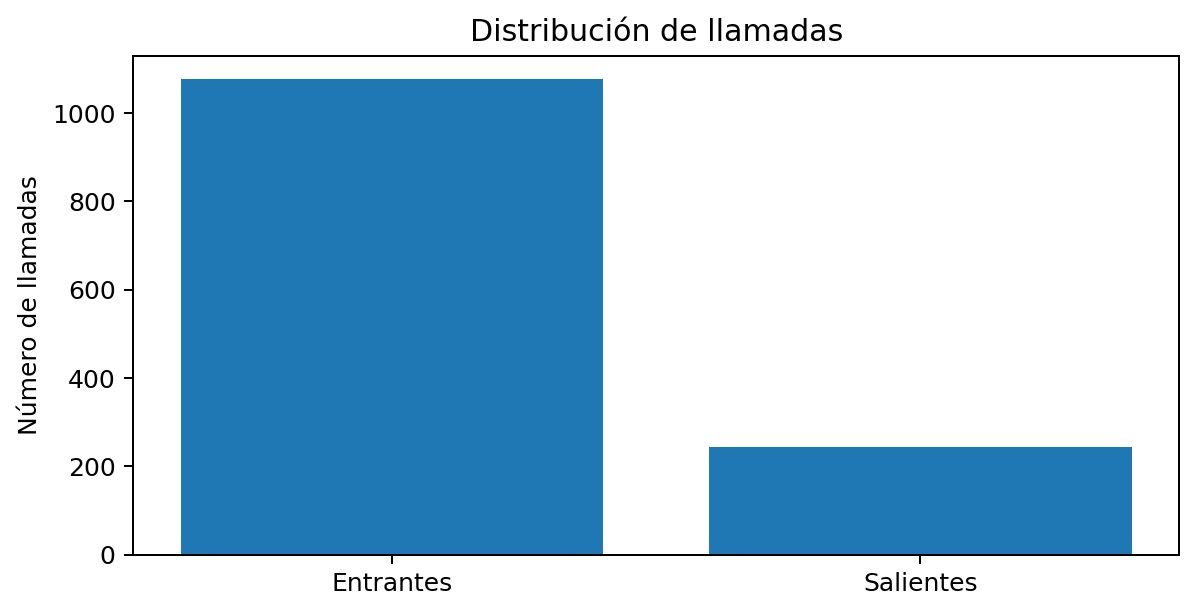 Distribución de llamadas
Número de llamadas
1000
800
600
400
200
0
Entrantes
Salientes